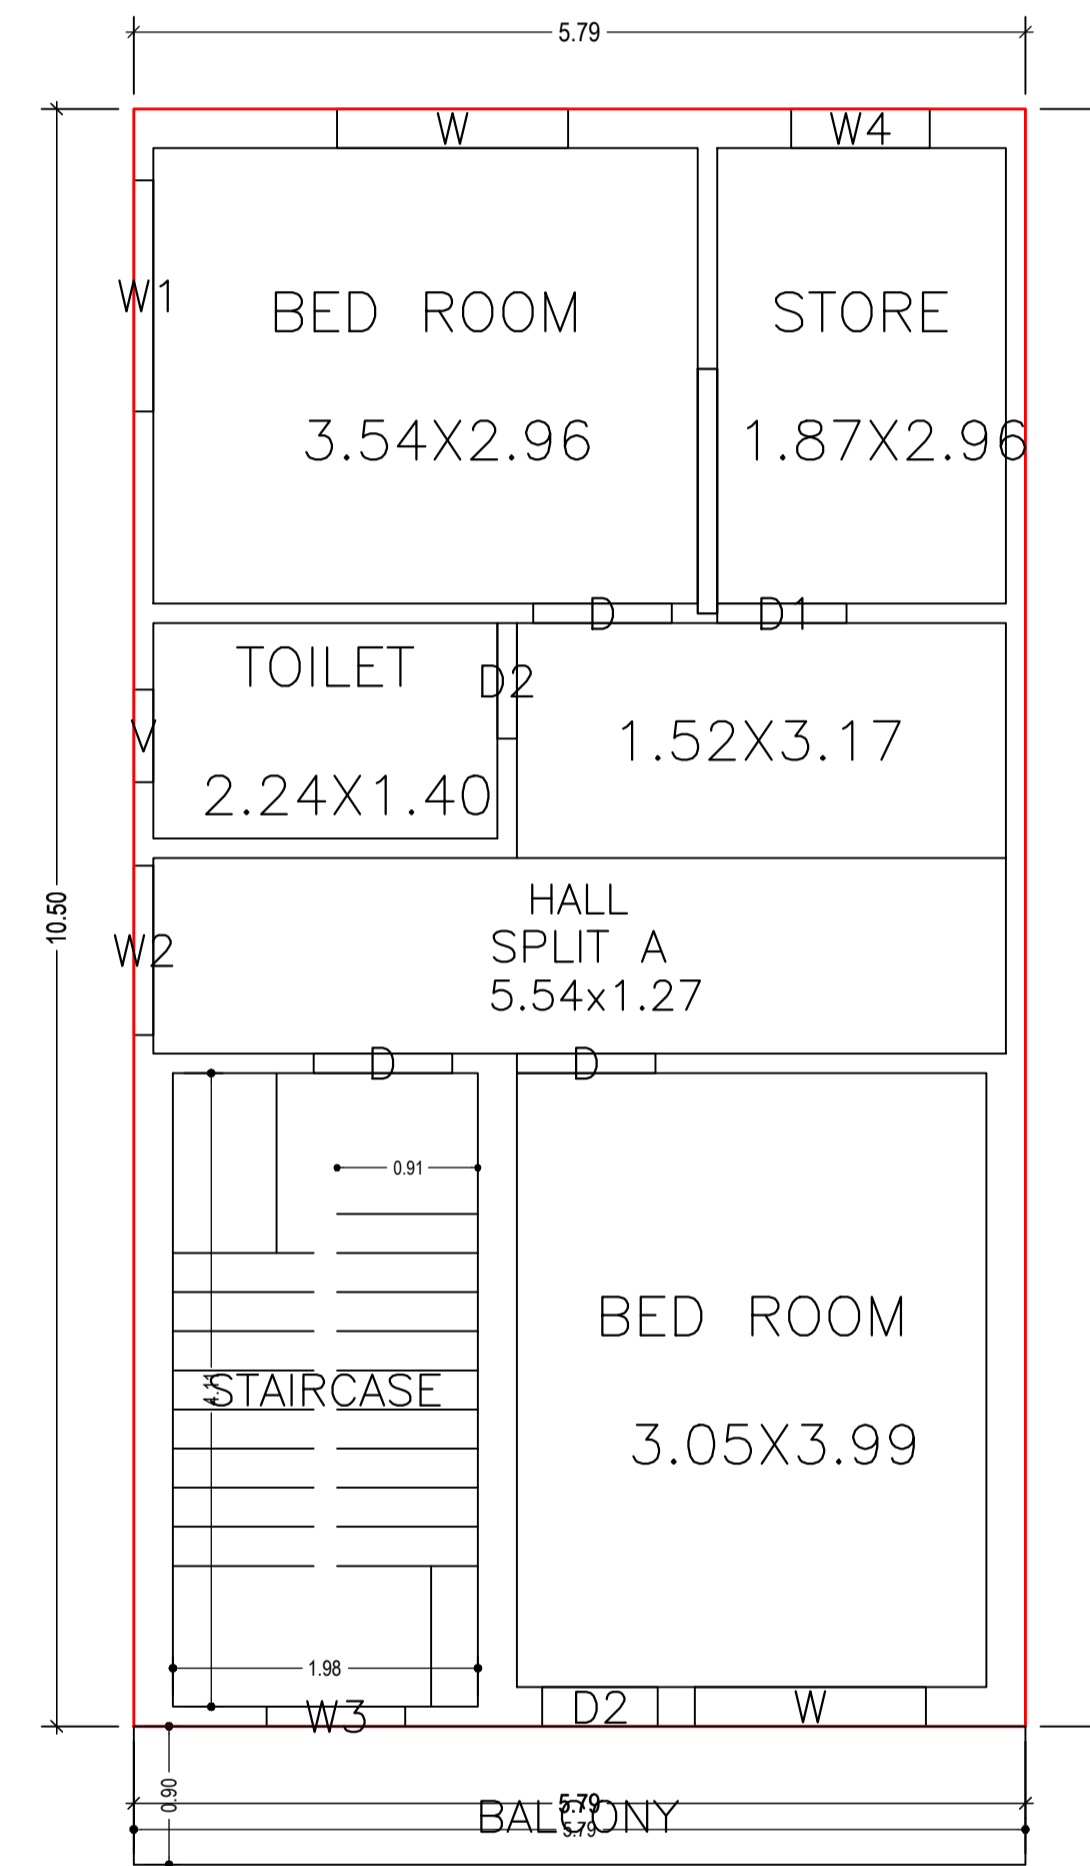 5.79
W
W4
W1
BED ROOM
STORE
3.54X2.96
1.87X2.96
D
D1
TOILET
D2
V
1.52X3.17
2.24X1.40
10.50
HALL
W2
SPLIT A
5.54x1.27
D
D
0.91
BED ROOM
4.11
STAIRCASE
3.05X3.99
1.98
W3
D2
W
0.90
5.79
BALCONY
5.79